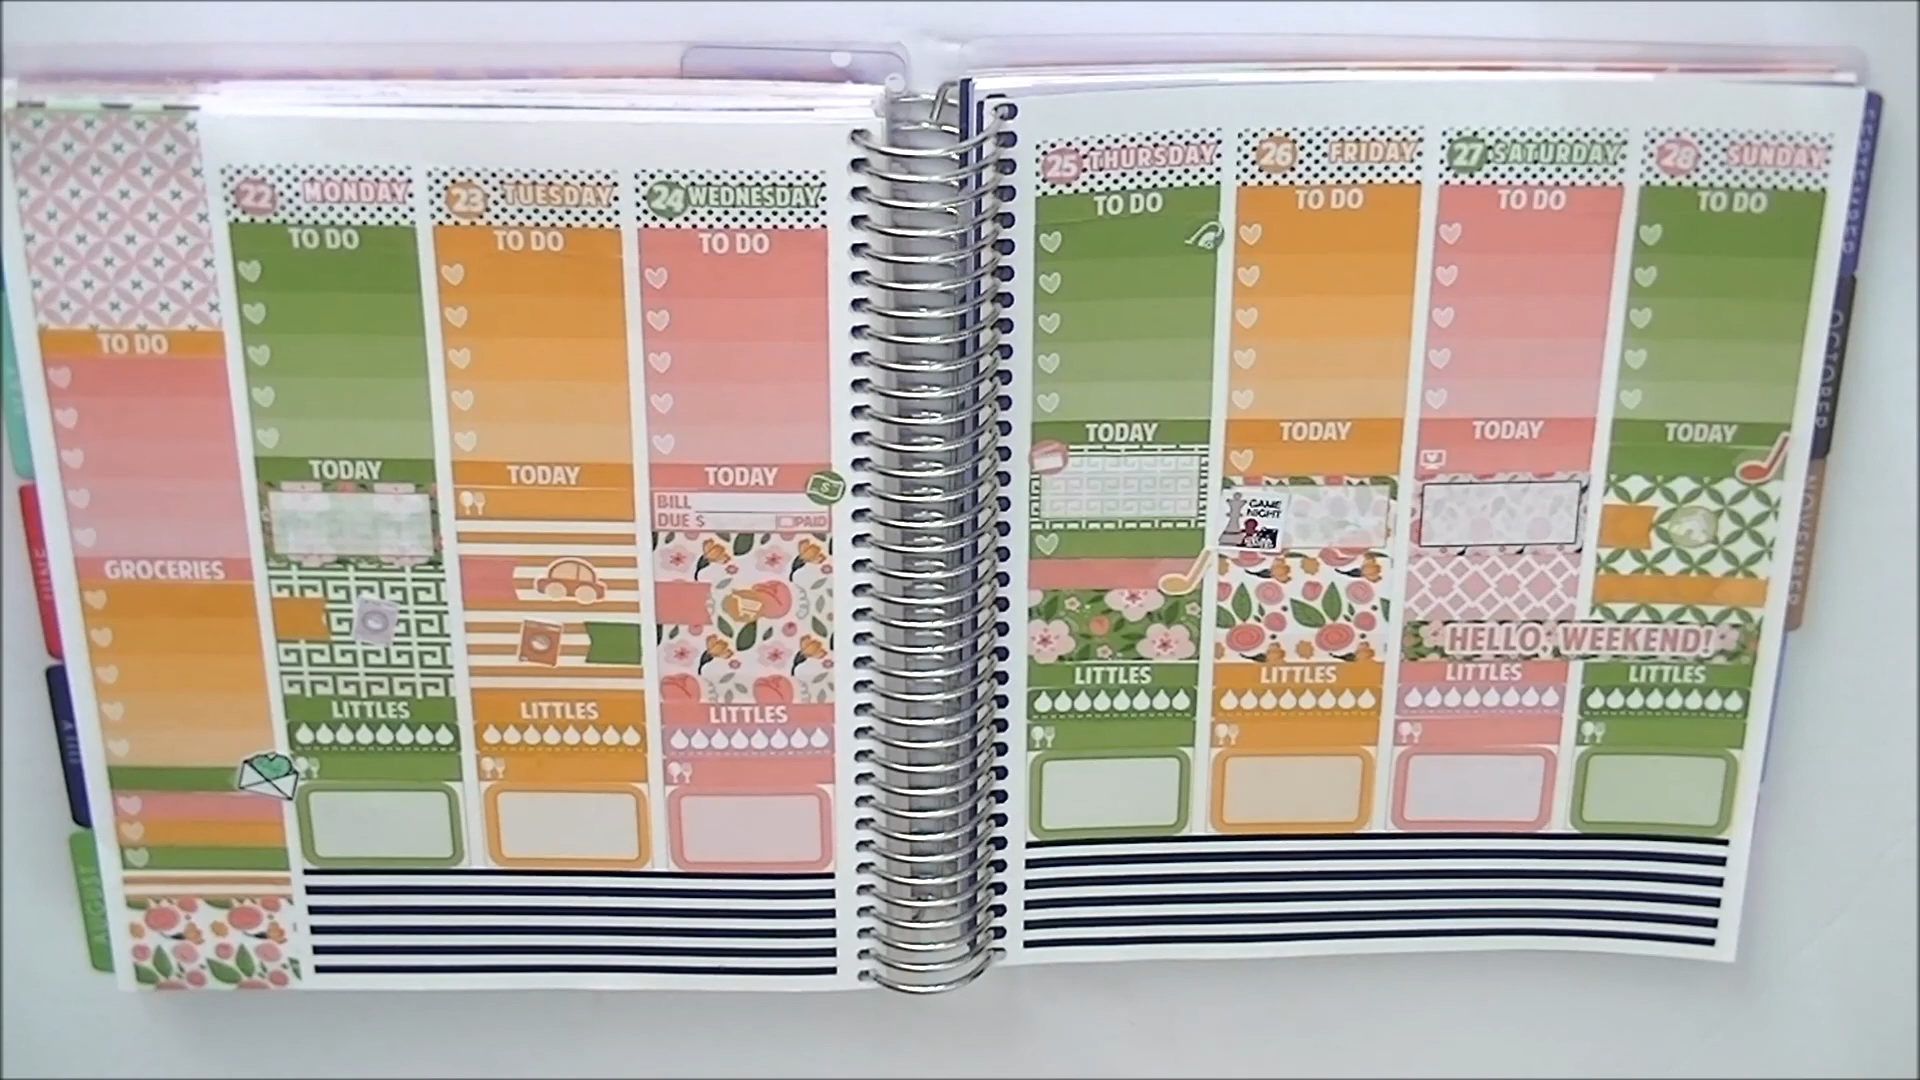 TO DO
GROCERIES
22 MONDAY
TO DO
TODAY
LITTLES
23 TUESDAY
TO DO
TODAY
LITTLES
24 WEDNESDAY
TO DO
TODAY
BILL
DUE $ PAID
LITTLES
25 THURSDAY
TO DO
TODAY
LITTLES
26 FRIDAY
TO DO
TODAY
GAME
NIGHT
LITTLES
27 SATURDAY
TO DO
TODAY
HELLO, WEEKEND!
LITTLES
28 SUNDAY
TO DO
TODAY
LITTLES
AUGUST
OCTOBER
NOVEMBER